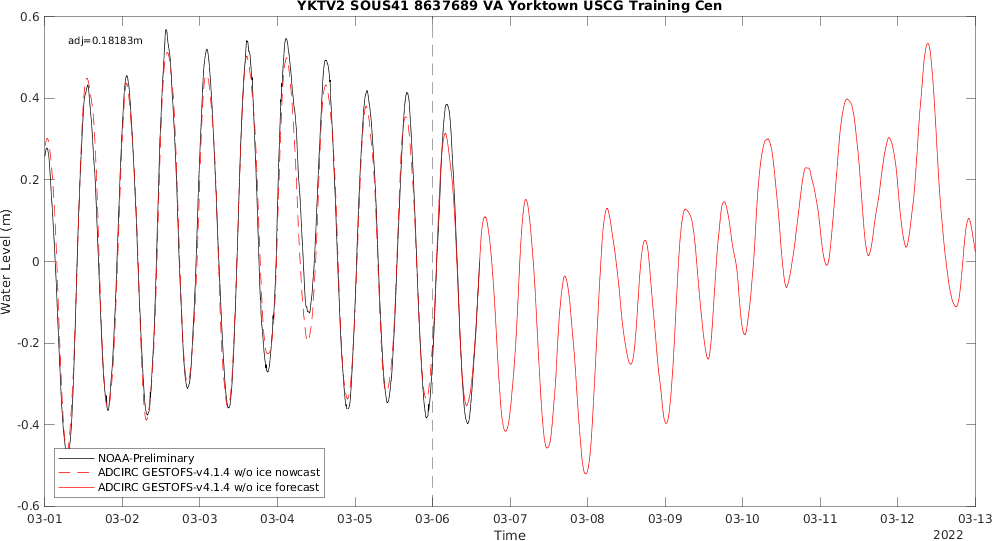 YKTV2 SOUS41 8637689 VA Yorktown USCG Training Cen
adj=0.18183m
0.6
0.4
0.2
0
-0.2
-0.4
-0.6
Water Level (m)
NOAA-Preliminary
ADCIRC GESTOFS-v4.1.4 w/o ice nowcast
ADCIRC GESTOFS-v4.1.4 w/o ice forecast
03-01 03-02 03-03 03-04 03-05 03-06 03-07 03-08 03-09 03-10 03-11 03-12 03-13
Time
2022